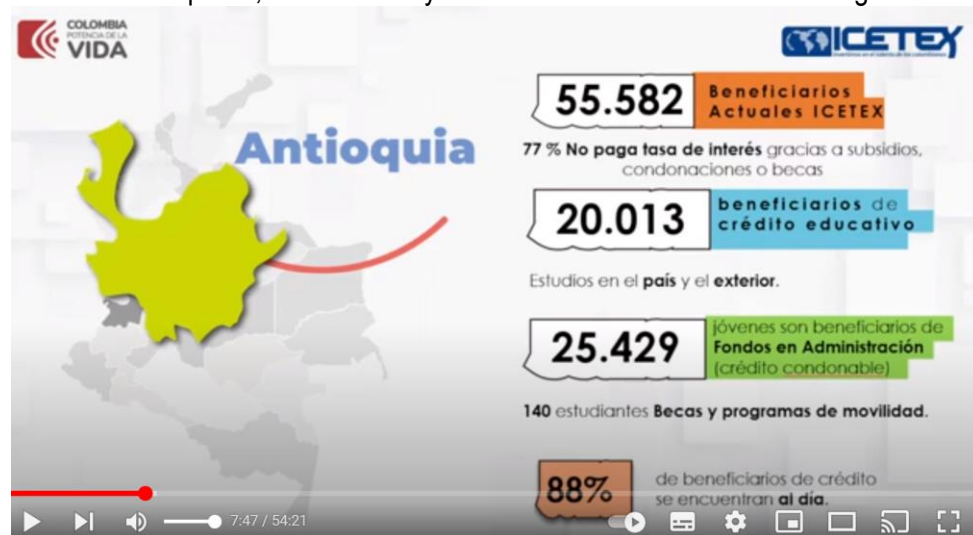 COLOMBIA
POTENCIA DE LA
VIDA
ICETEX
Antioquia
55.582
Beneficiarios
Actuales ICETEX
77 % No paga tasa de interés gracias a subsidios,
condonaciones o becas
20.013
beneficiarios de
crédito educativo
Estudios en el país y el exterior.
25.429
jóvenes son beneficiarios de
Fondos en Administración
(crédito condonable)
140 estudiantes Becas y programas de movilidad.
88%
de beneficiarios de crédito
se encuentran al día.
7:47 / 54:21